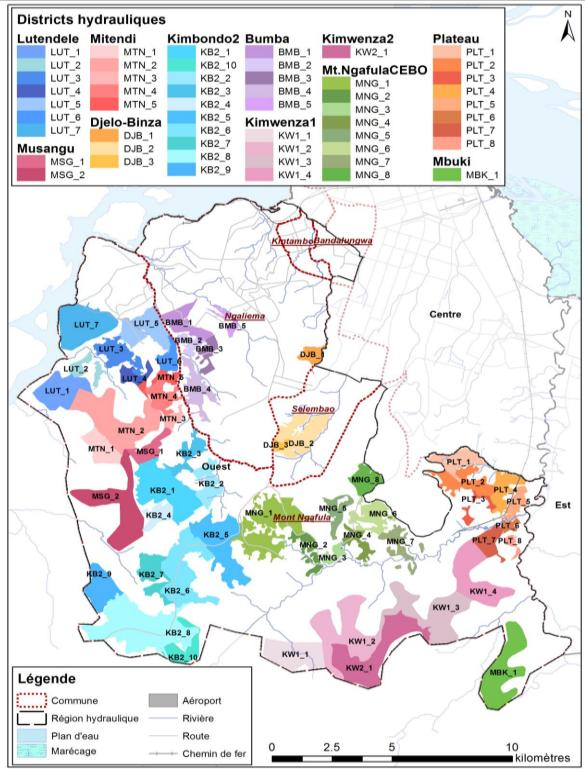 Districts hydrauliques
Lutendele
LUT_1
LUT_2
LUT_3
LUT_4
LUT_5
LUT_6
LUT_7
Musangu
MSG_1
MSG_2
Mitendi
MTN_1
MTN_2
MTN_3
MTN_4
MTN_5
Djelo-Binza
DJB_1
DJB_2
DJB_3
Kimbondo2
KB2_1
KB2_10
KB2_2
KB2_3
KB2_4
KB2_5
KB2_6
KB2_7
KB2_8
KB2_9
Bumba
BMB_1
BMB_2
BMB_3
BMB_4
BMB_5
Kimwenza1
KW1_1
KW1_2
KW1_3
KW1_4
Kimwenza2
KW2_1
Mt.NgafulaCEBO
MNG_1
MNG_2
MNG_3
MNG_4
MNG_5
MNG_6
MNG_7
MNG_8
Plateau
PLT_1
PLT_2
PLT_3
PLT_4
PLT_5
PLT_6
PLT_7
PLT_8
Mbuki
MBK_1
N
Kintambo
Bandalungwa
Ngaliema
Centre
LUT_7
LUT_5
BMB_1
BMB_5
BMB_2
BMB_3
LUT_3
LUT_6
LUT_2
LUT_4
MTN_5
BMB_4
DJB_1
LUT_1
MTN_4
MTN_3
MTN_2
MTN_1
Selembao
DJB_3
DJB_2
MSG_1
KB2_3
Ouest
MSG_2
KB2_1
KB2_2
KB2_4
KB2_5
MNG_8
MNG_1
Mont Ngafula
MNG_5
MNG_6
MNG_4
MNG_7
MNG_2
MNG_3
PLT_1
PLT_2
PLT_3
PLT_4
PLT_5
PLT_6
PLT_7
PLT_8
Est
KB2_9
KB2_7
KB2_6
KB2_8
KB2_10
KW1_4
KW1_3
KW1_2
KW1_1
KW2_1
MBK_1
Légende
Commune
Région hydraulique
Plan d'eau
Marécage
Aéroport
Rivière
Route
Chemin de fer
0 2.5 5 10
kilomètres